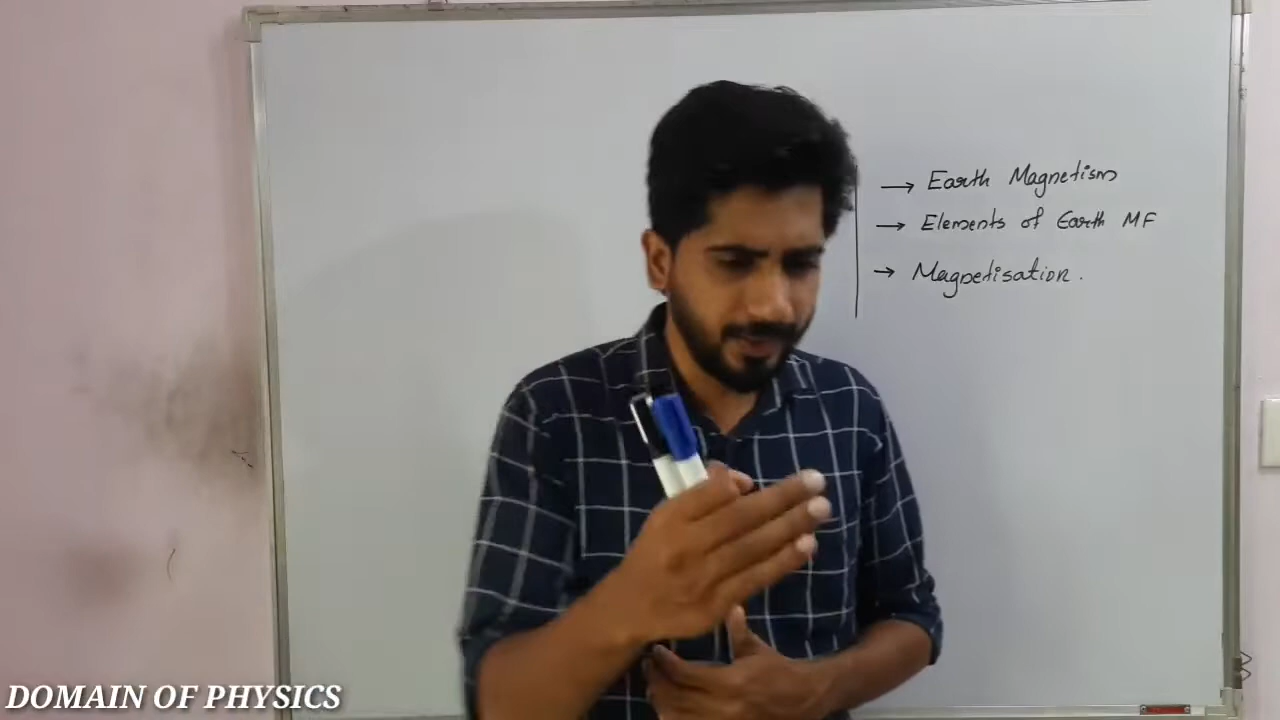 → Earth Magnetism
→ Elements of Earth MF
→ Magnetisation.
DOMAIN OF PHYSICS